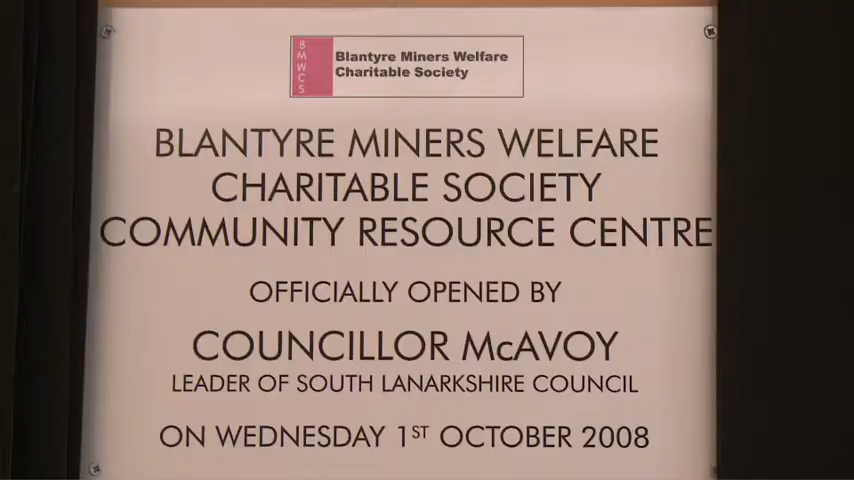 BMWCS
Blantyre Miners Welfare
Charitable Society
BLANTYRE MINERS WELFARE
CHARITABLE SOCIETY
COMMUNITY RESOURCE CENTRE
OFFICIALLY OPENED BY
COUNCILLOR McAVOY
LEADER OF SOUTH LANARKSHIRE COUNCIL
ON WEDNESDAY 1ST OCTOBER 2008